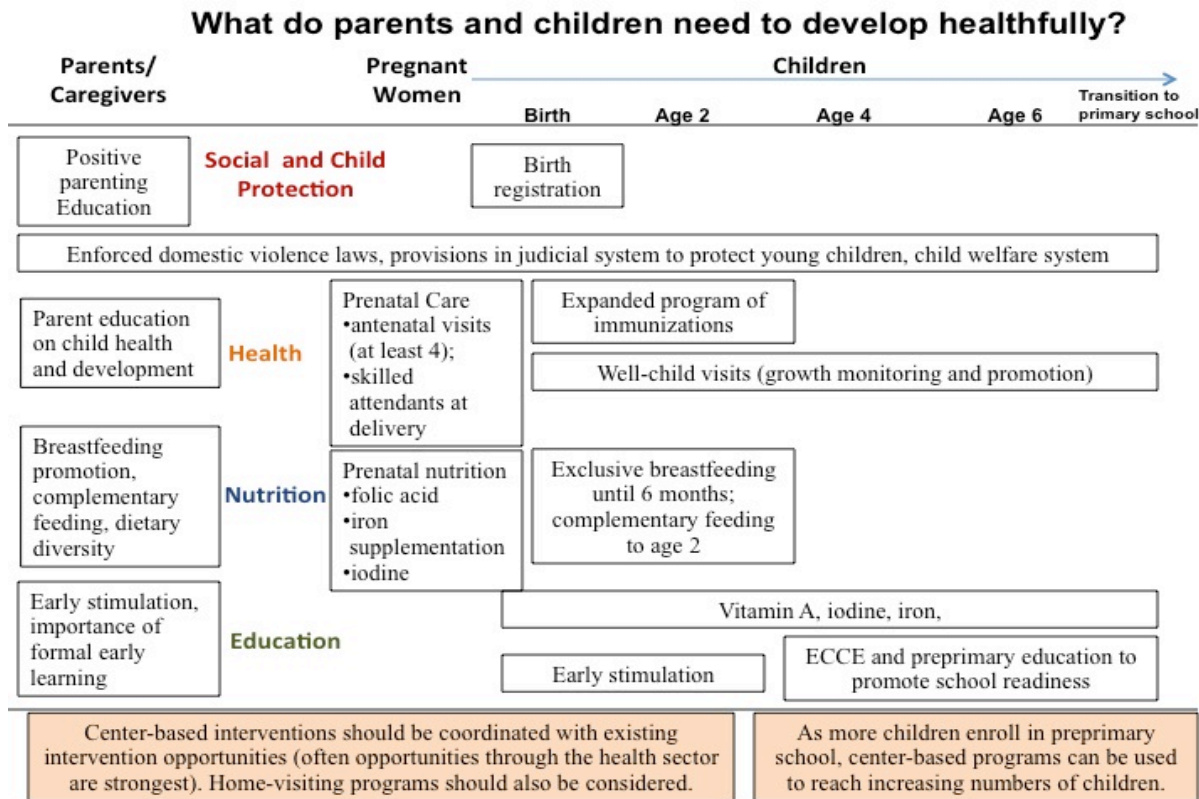 What do parents and children need to develop healthfully?
Parents/
Caregivers
Pregnant
Women
Children
Birth
Age 2
Age 4
Age 6
Transition to
primary school
Positive
parenting
Education
Social and Child
Protection
Birth
registration
Enforced domestic violence laws, provisions in judicial system to protect young children, child welfare system
Parent education
on child health
and development
Health
Prenatal Care
•antenatal visits
(at least 4);
•skilled
attendants at
delivery
Expanded program of
immunizations
Well-child visits (growth monitoring and promotion)
Breastfeeding
promotion,
complementary
feeding, dietary
diversity
Nutrition
Prenatal nutrition
•folic acid
•iron
supplementation
•iodine
Exclusive breastfeeding
until 6 months;
complementary feeding
to age 2
Vitamin A, iodine, iron,
Early stimulation,
importance of
formal early
learning
Education
Early stimulation
ECCE and preprimary education to
promote school readiness
Center-based interventions should be coordinated with existing
intervention opportunities (often opportunities through the health sector
are strongest). Home-visiting programs should also be considered.
As more children enroll in preprimary
school, center-based programs can be used
to reach increasing numbers of children.